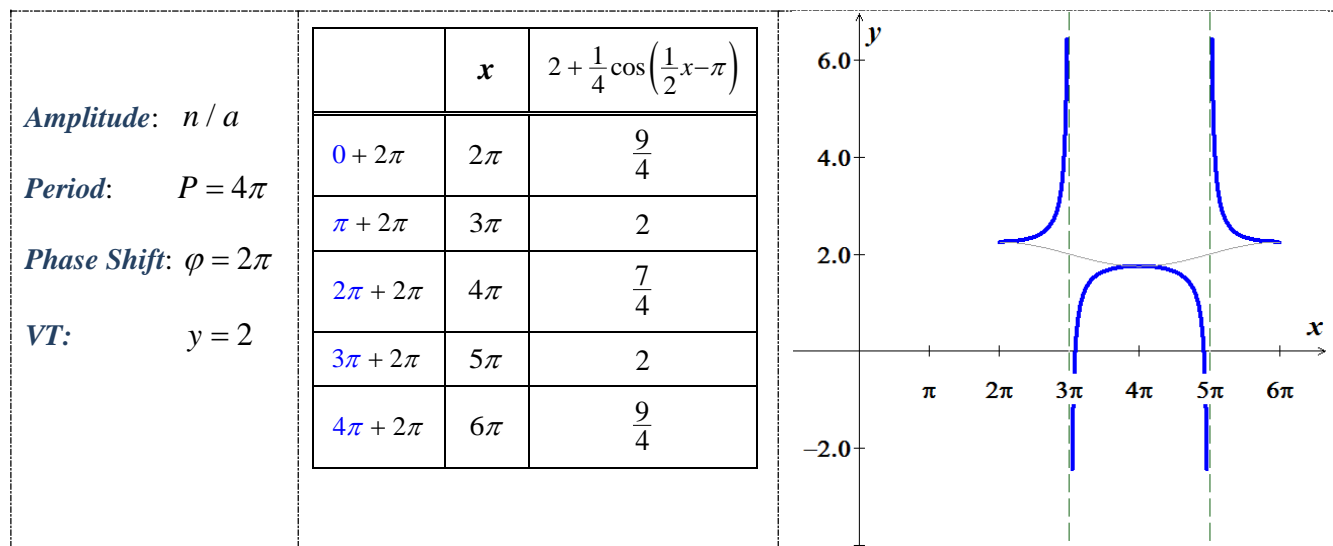 Amplitude: n / a
Period: P = 4π
Phase Shift: φ = 2π
VT: y = 2
x 2 + 1/4 cos(1/2 x − π)
0 + 2π 2π 9/4
π + 2π 3π 2
2π + 2π 4π 7/4
3π + 2π 5π 2
4π + 2π 6π 9/4
y
6.0
4.0
2.0
x
π 2π 3π 4π 5π 6π
−2.0